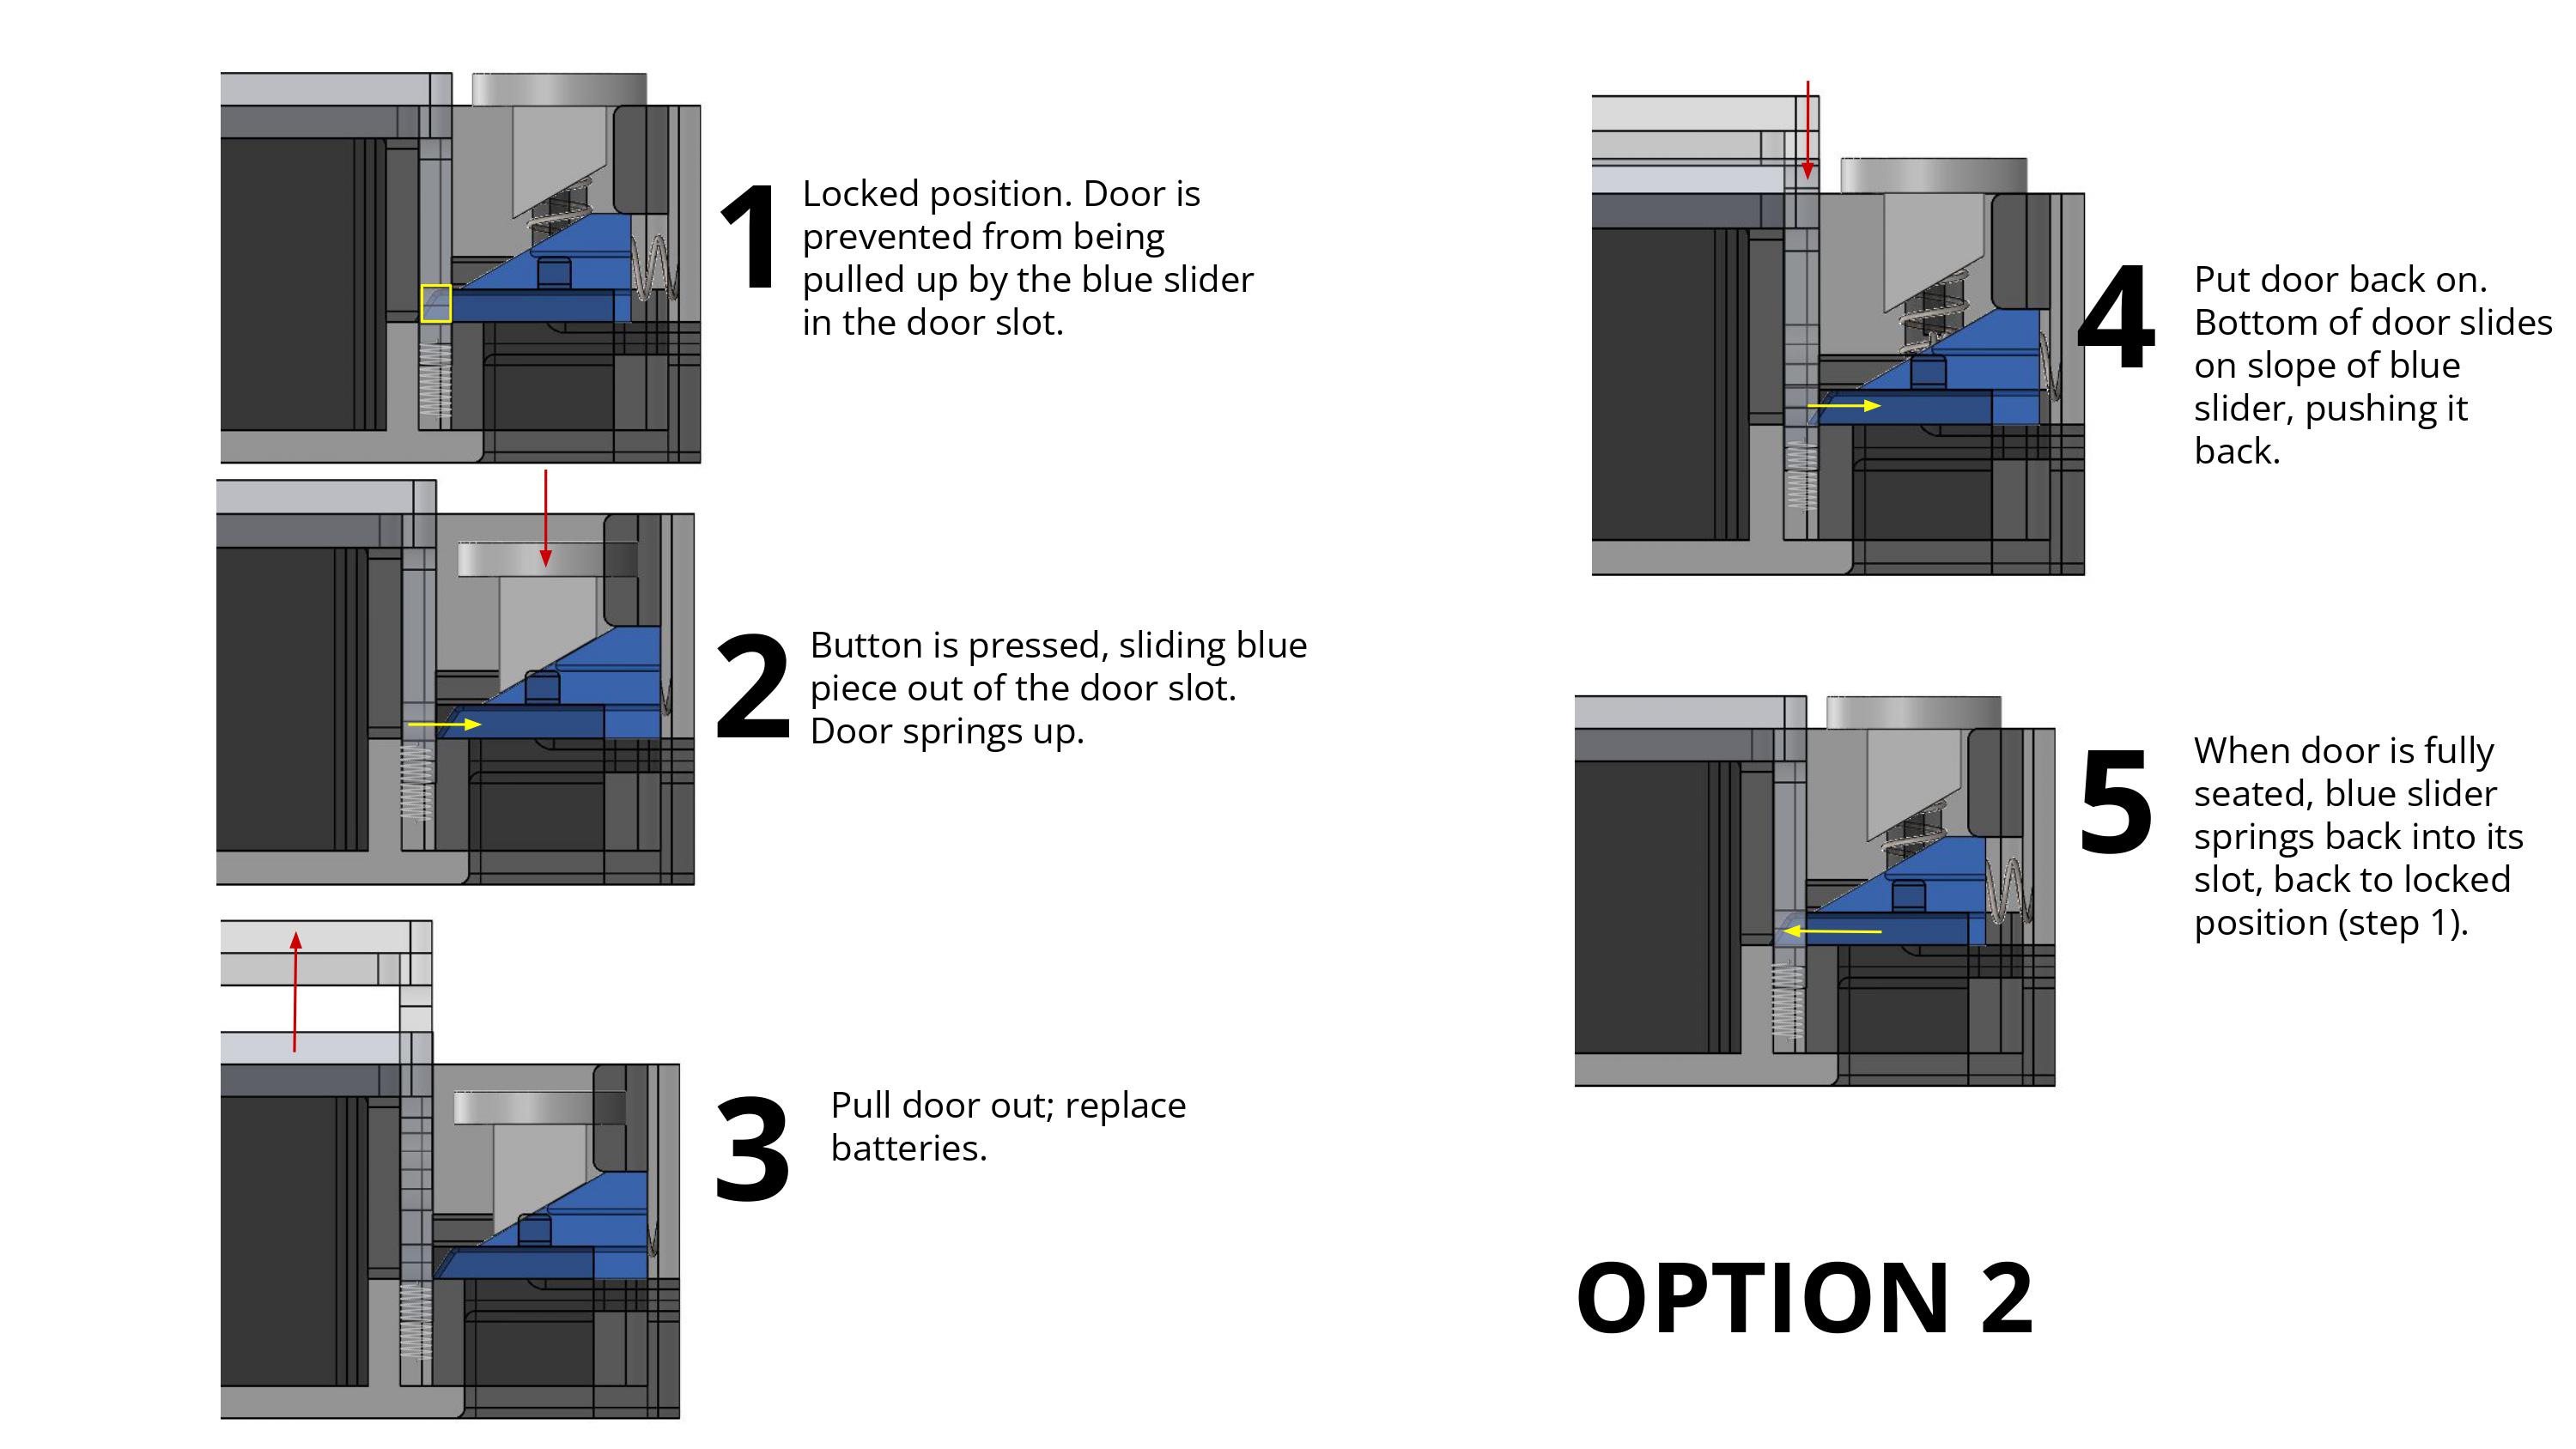 1
Locked position. Door is
prevented from being
pulled up by the blue slider
in the door slot.
2
Button is pressed, sliding blue
piece out of the door slot.
Door springs up.
3
Pull door out; replace
batteries.
4
Put door back on.
Bottom of door slides
on slope of blue
slider, pushing it
back.
5
When door is fully
seated, blue slider
springs back into its
slot, back to locked
position (step 1).
OPTION 2